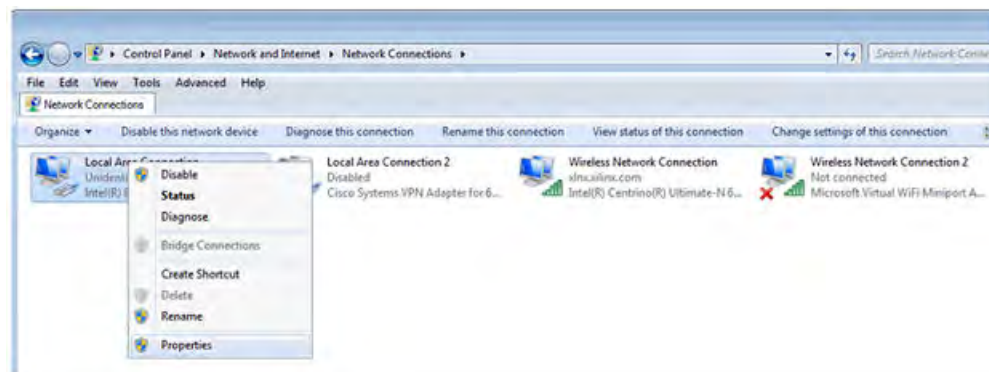 Control Panel ▸ Network and Internet ▸ Network Connections ▸
Search Network
File Edit View Tools Advanced Help
Network Connections
Organize Disable this network device Diagnose this connection Rename this connection View status of this connection Change settings of this connection
Local Area Connection
Intel(R)
Disable
Status
Diagnose
Bridge Connections
Create Shortcut
Delete
Rename
Properties
Local Area Connection 2
Disabled
Cisco Systems VPN Adapter for 6...
Wireless Network Connection
xlnx.xilinx.com
Intel(R) Centrino(R) Ultimate-N 6...
Wireless Network Connection 2
Not connected
Microsoft Virtual WiFi Miniport A...